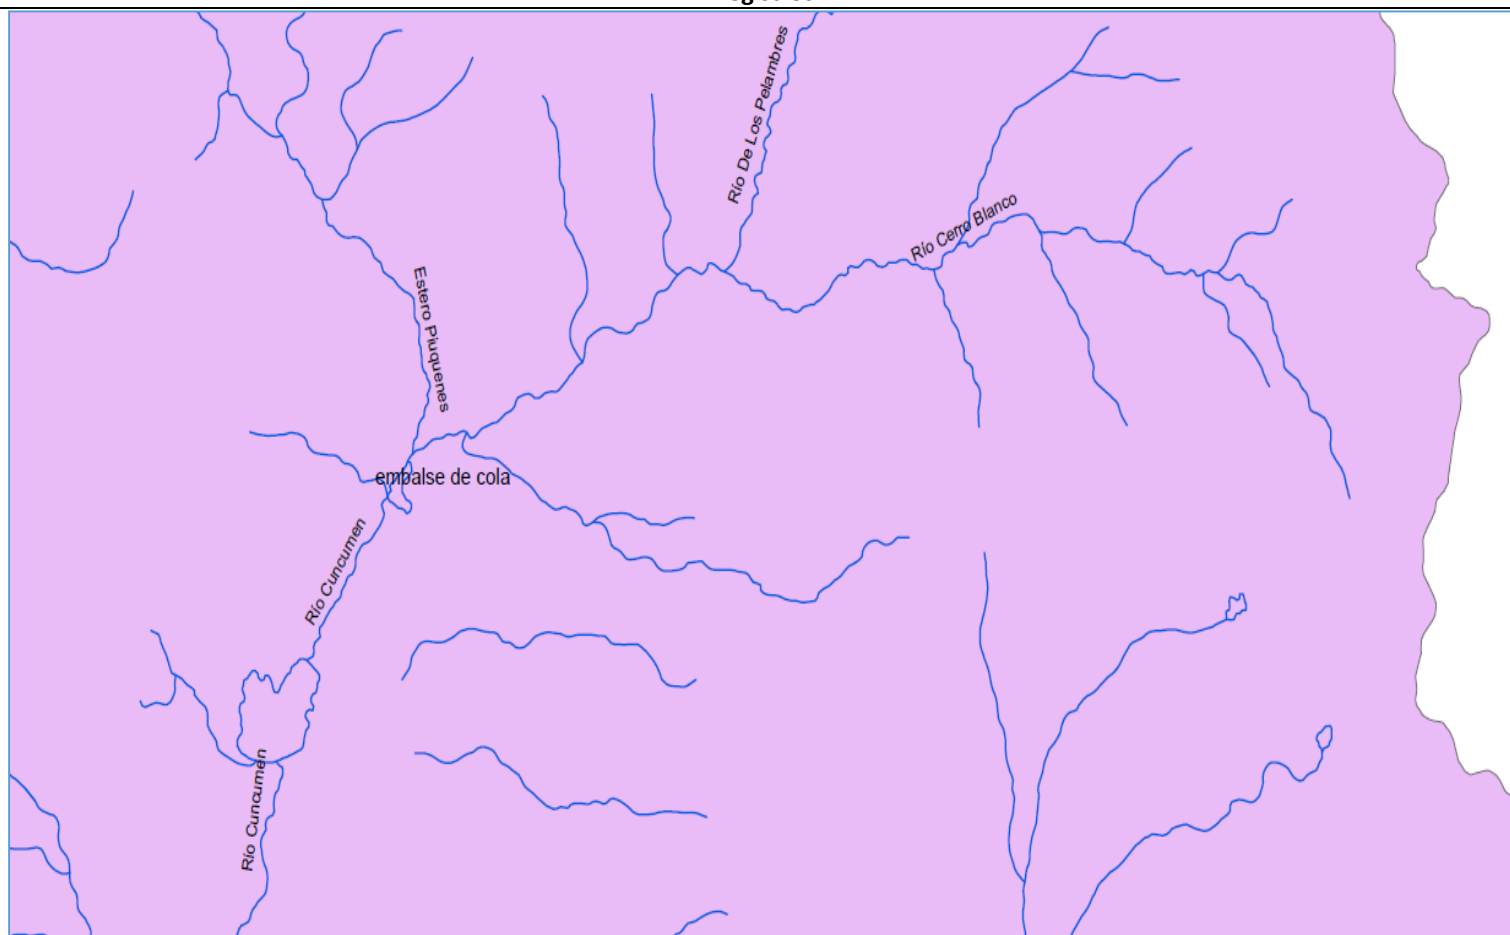 Río De Los Pelambres
Río Cerro Blanco
Estero Piuquenes
embalse de cola
Río Cuncumen
Río Cuncumen